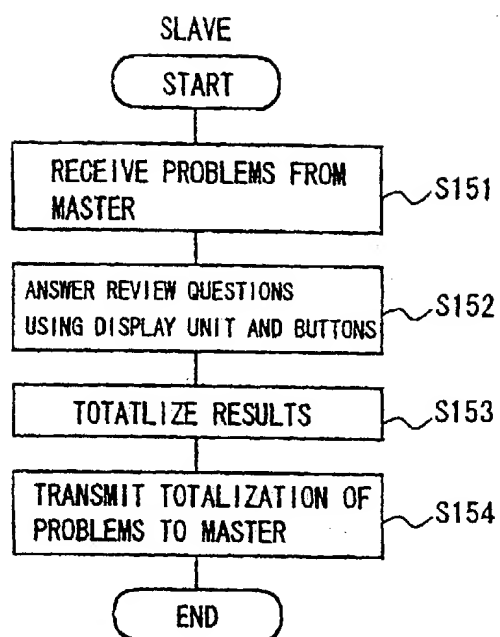 SLAVE
START
RECEIVE PROBLEMS FROM
MASTER
S151
ANSWER REVIEW QUESTIONS
USING DISPLAY UNIT AND BUTTONS
S152
TOTATLIZE RESULTS
S153
TRANSMIT TOTALIZATION OF
PROBLEMS TO MASTER
S154
END